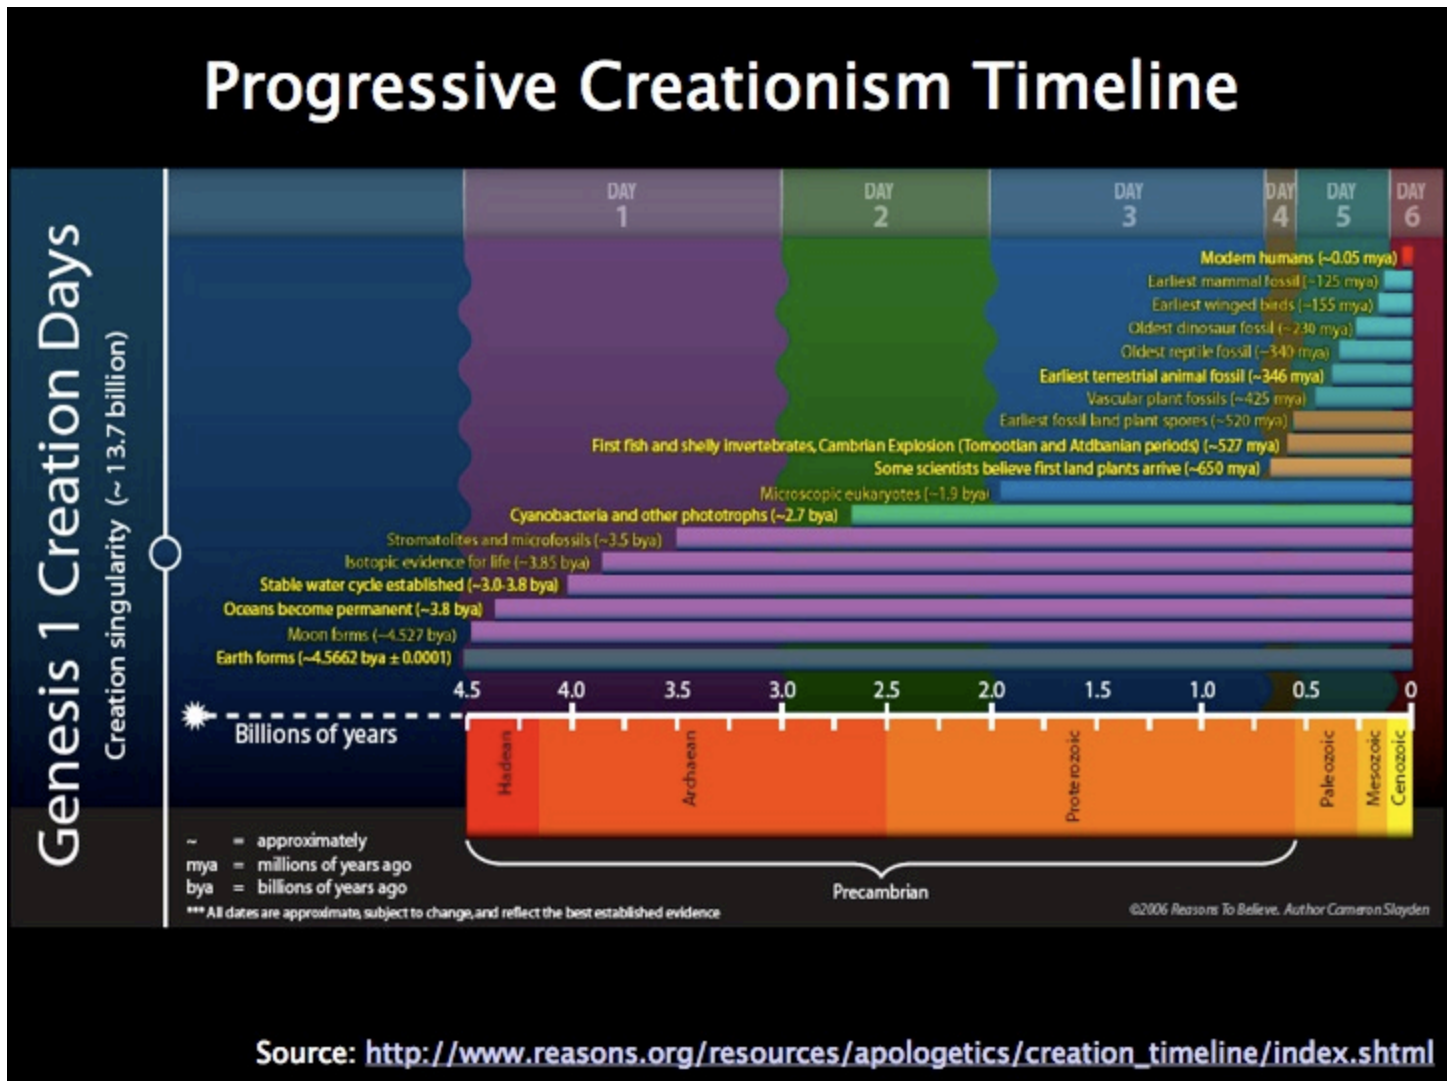 Progressive Creationism Timeline
Genesis 1 Creation Days
Creation singularity (~ 13.7 billion)
DAY 1
DAY 2
DAY 3
DAY 4
DAY 5
DAY 6
Modern humans (~0.05 mya)
Earliest mammal fossil (~125 mya)
Earliest winged birds (~155 mya)
Oldest dinosaur fossil (~230 mya)
Oldest reptile fossil (~340 mya)
Earliest terrestrial animal fossil (~346 mya)
Vascular plant fossils (~425 mya)
Earliest fossil land plant spores (~520 mya)
First fish and shelly invertebrates, Cambrian Explosion (Tomootian and Atdbanian periods) (~527 mya)
Some scientists believe first land plants arrive (~650 mya)
Microscopic eukaryotes (~1.9 bya)
Cyanobacteria and other phototrophs (~2.7 bya)
Stromatolites and microfossils (~3.5 bya)
Isotopic evidence for life (~3.85 bya)
Stable water cycle established (~3.0-3.8 bya)
Oceans become permanent (~3.8 bya)
Moon forms (~4.527 bya)
Earth forms (~4.5662 bya ± 0.0001)
4.5 4.0 3.5 3.0 2.5 2.0 1.5 1.0 0.5 0
Billions of years
Hadean
Archaean
Proterozoic
Paleozoic
Mesozoic
Cenozoic
~ = approximately
mya = millions of years ago
bya = billions of years ago
Precambrian
*** All dates are approximate, subject to change, and reflect the best established evidence
©2006 Reasons To Believe. Author Cameron Slayden
Source: http://www.reasons.org/resources/apologetics/creation_timeline/index.shtml